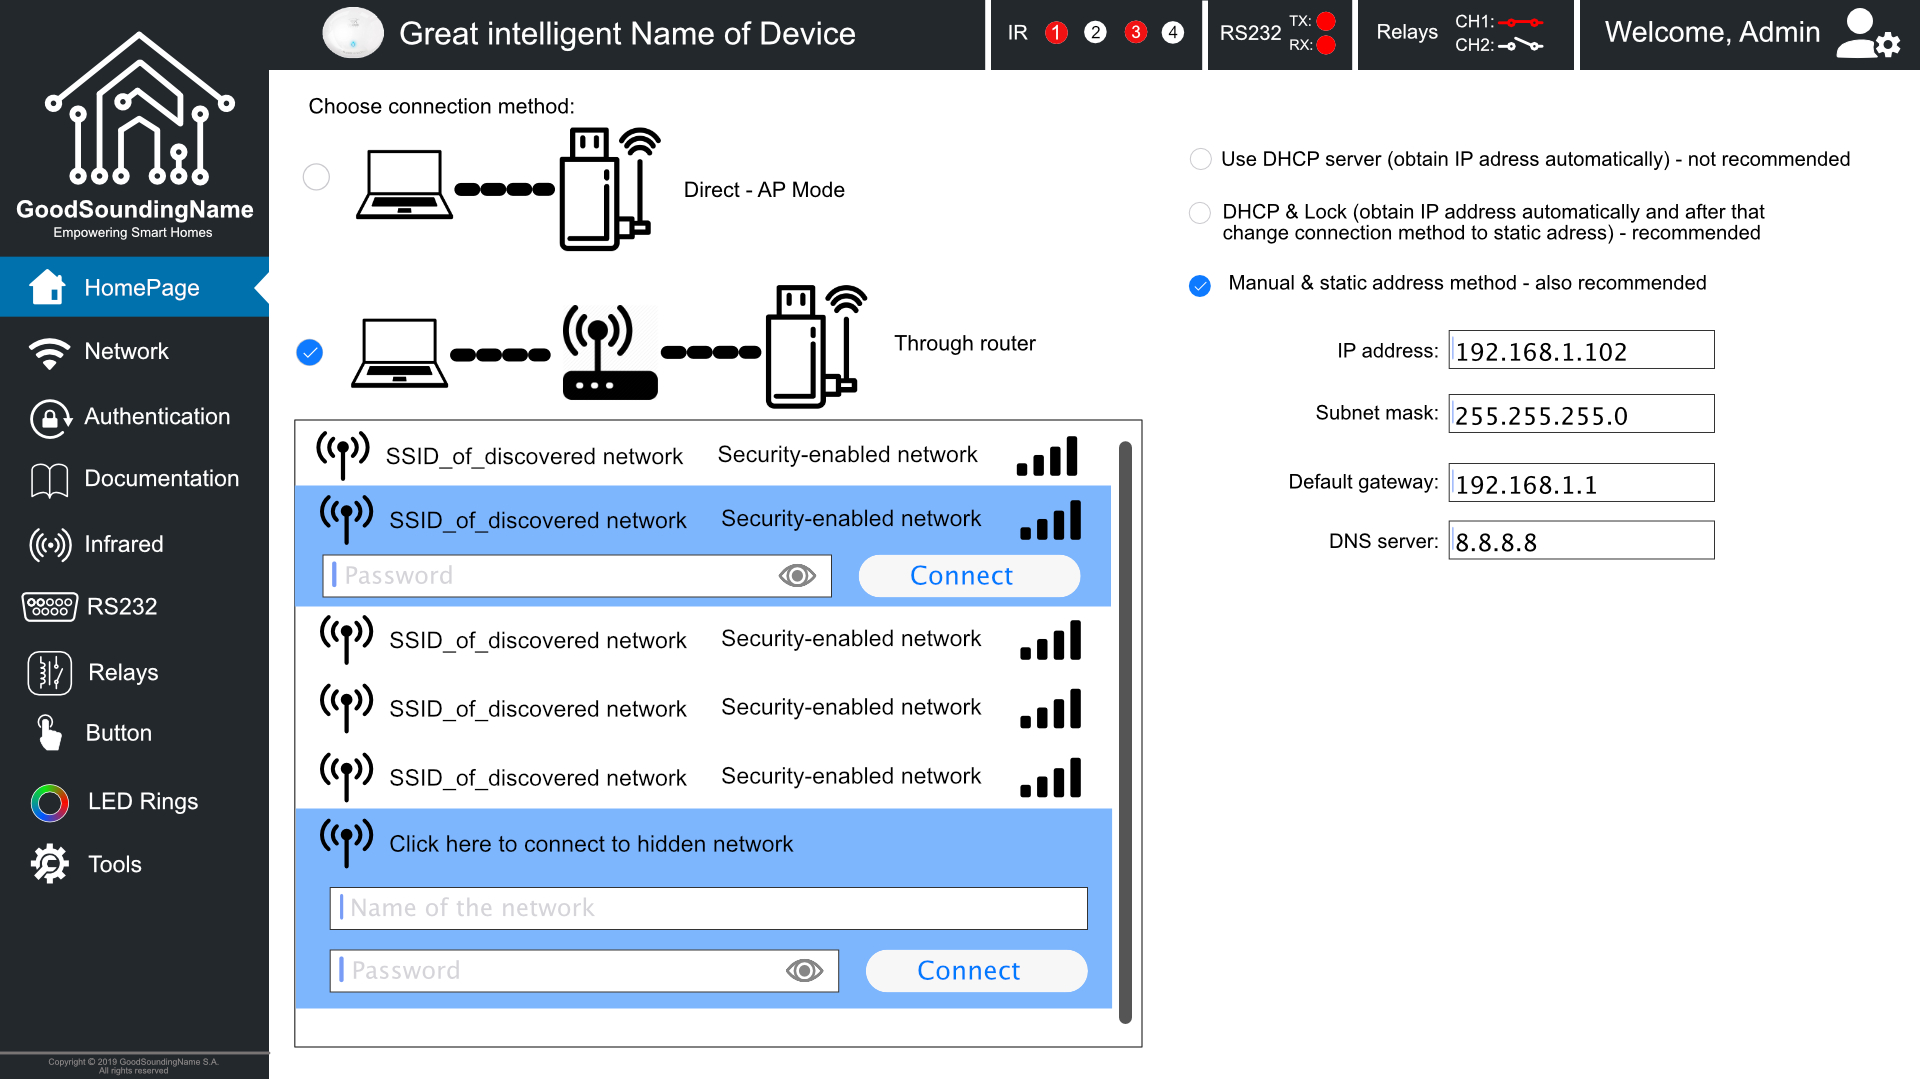 GoodSoundingName
Empowering Smart Homes
HomePage
Network
Authentication
Documentation
Infrared
RS232
Relays
Button
LED Rings
Tools
Copyright © 2019 GoodSoundingName S.A.
All rights reserved
Great intelligent Name of Device
IR 1 2 3 4
RS232 TX:
RX:
Relays CH1:
CH2:
Welcome, Admin
Choose connection method:
Direct - AP Mode
Through router
SSID_of_discovered network Security-enabled network
SSID_of_discovered network Security-enabled network
Password Connect
SSID_of_discovered network Security-enabled network
SSID_of_discovered network Security-enabled network
SSID_of_discovered network Security-enabled network
Click here to connect to hidden network
Name of the network
Password Connect
Use DHCP server (obtain IP adress automatically) - not recommended
DHCP & Lock (obtain IP address automatically and after that
change connection method to static adress) - recommended
Manual & static address method - also recommended
IP address: 192.168.1.102
Subnet mask: 255.255.255.0
Default gateway: 192.168.1.1
DNS server: 8.8.8.8